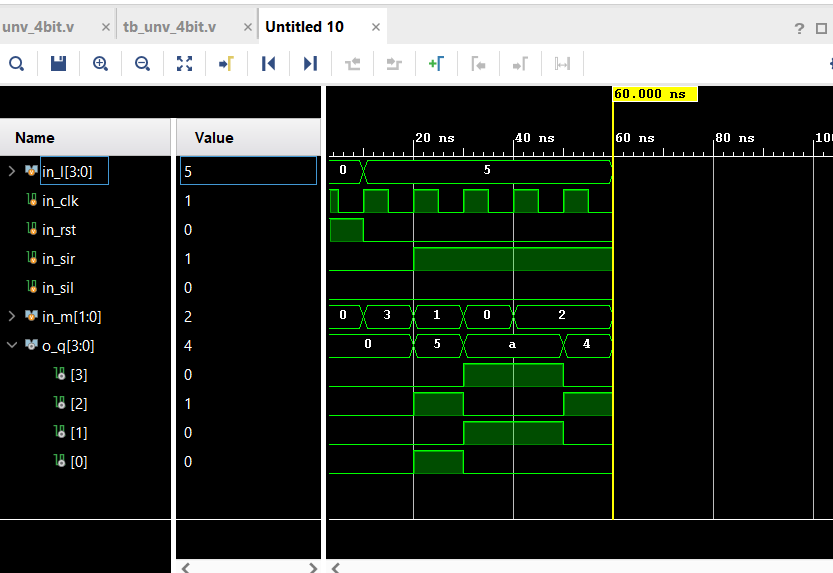 unv_4bit.v × tb_unv_4bit.v × Untitled 10 ×
? 
60.000 ns
Name Value 20 ns 40 ns 60 ns 80 ns 100
in_l[3:0] 5 0 5
in_clk 1
in_rst 0
in_sir 1
in_sil 0
in_m[1:0] 2 0 3 1 0 2
o_q[3:0] 4 0 5 a 4
[3] 0
[2] 1
[1] 0
[0] 0